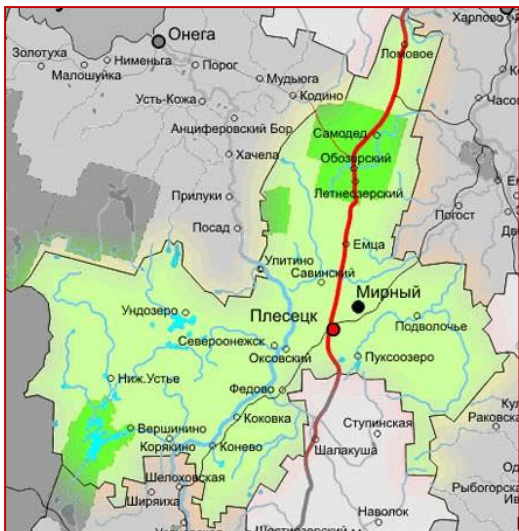 Онега
Харлово
Золотуха
Нименьга
Порог
Ломовое
Малошуйка
Мудьюга
Усть-Кожа
Кодино
Анциферовский Бор
Самодед
Хачела
Обозерский
Летнеозерский
Прилуки
Погост
Посад
Емца
Улитино
Савинский
Мирный
Ундозеро
Плесецк
Подволочье
Североонежск
Оксовский
Пуксоозеро
Ниж.Устье
Федово
Коковка
Вершинино
Ступинская
Раковска
Корякино
Конево
Шалакуша
Шелоховская
Ширяиха
Рыбогорск
Наволок